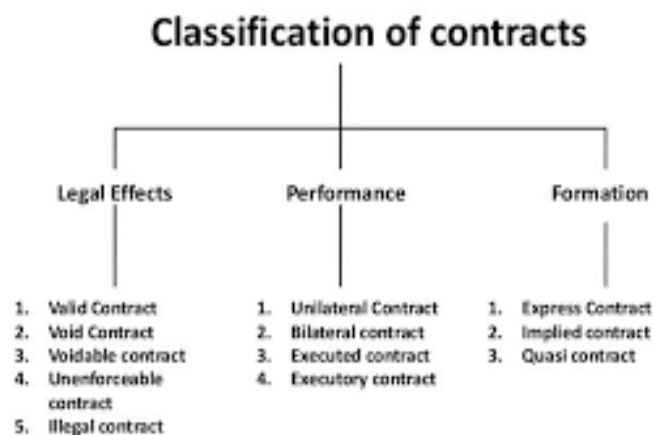 Classification of contracts
Legal Effects
1. Valid Contract
2. Void Contract
3. Voidable contract
4. Unenforceable
contract
5. Illegal contract
Performance
1. Unilateral Contract
2. Bilateral contract
3. Executed contract
4. Executory contract
Formation
1. Express Contract
2. Implied contract
3. Quasi contract